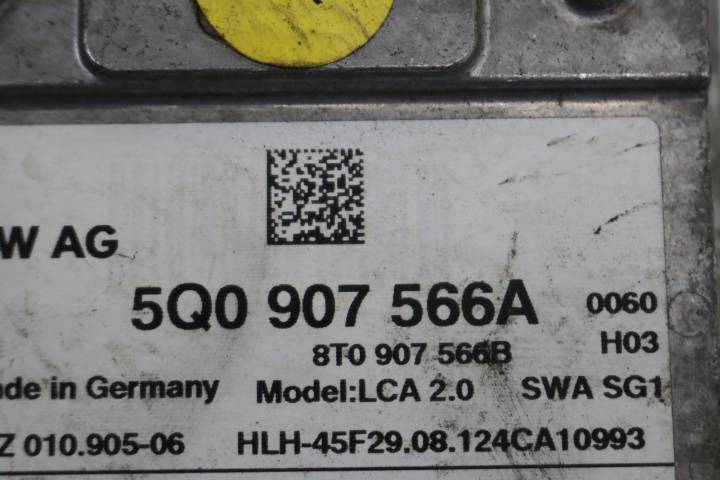 W AG
5Q0 907 566A 0060
8T0 907 566B H03
de in Germany Model:LCA 2.0 SWA SG1
Z 010.905-06 HLH-45F29.08.124CA10993